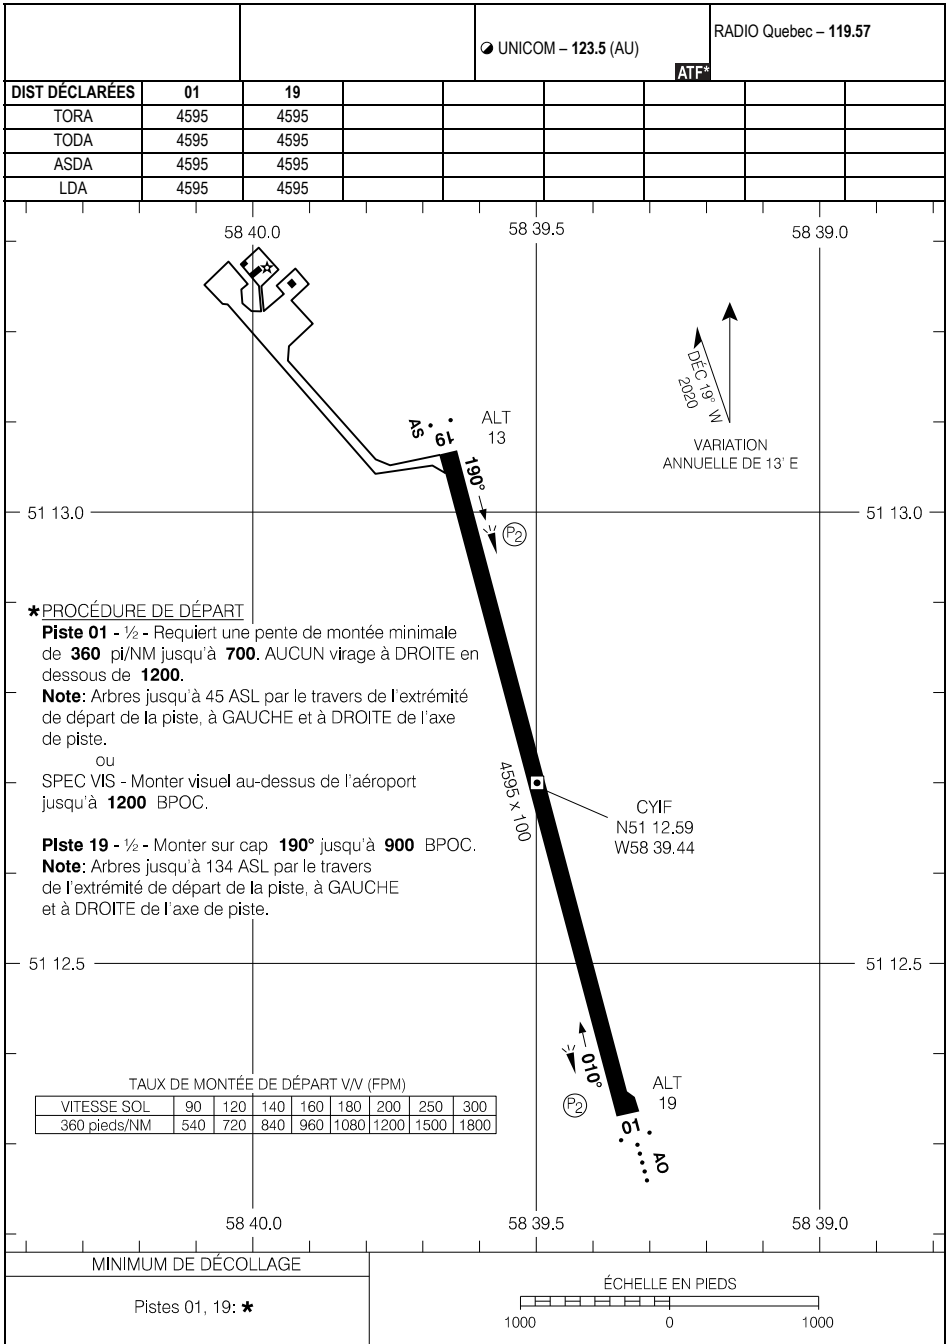 UNICOM – 123.5 (AU)
ATF*
RADIO Quebec – 119.57
DIST DÉCLARÉES 01 19
TORA 4595 4595
TODA 4595 4595
ASDA 4595 4595
LDA 4595 4595
58 40.0 58 39.5 58 39.0
DÉC 19° W
2020
VARIATION
ANNUELLE DE 13' E
AS
19
ALT
13
190°
P2
51 13.0 51 13.0
*PROCÉDURE DE DÉPART
Piste 01 - ½ - Requiert une pente de montée minimale
de 360 pi/NM jusqu'à 700. AUCUN virage à DROITE en
dessous de 1200.
Note: Arbres jusqu'à 45 ASL par le travers de l'extrémité
de départ de la piste, à GAUCHE et à DROITE de l'axe
de piste.
ou
SPEC VIS - Monter visuel au-dessus de l'aéroport
jusqu'à 1200 BPOC.
Piste 19 - ½ - Monter sur cap 190° jusqu'à 900 BPOC.
Note: Arbres jusqu'à 134 ASL par le travers
de l'extrémité de départ de la piste, à GAUCHE
et à DROITE de l'axe de piste.
4595 x 100
CYIF
N51 12.59
W58 39.44
51 12.5 51 12.5
010°
P2
ALT
19
01
AO
TAUX DE MONTÉE DE DÉPART V/V (FPM)
VITESSE SOL 90 120 140 160 180 200 250 300
360 pieds/NM 540 720 840 960 1080 1200 1500 1800
58 40.0 58 39.5 58 39.0
MINIMUM DE DÉCOLLAGE
Pistes 01, 19: *
ÉCHELLE EN PIEDS
1000 0 1000